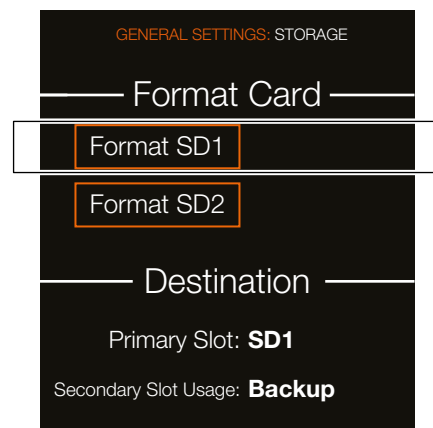 GENERAL SETTINGS: STORAGE
Format Card
Format SD1
Format SD2
Destination
Primary Slot: SD1
Secondary Slot Usage: Backup